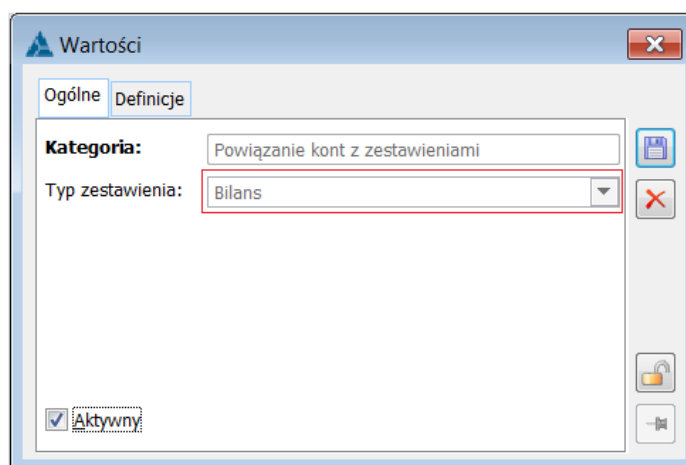 Wartości
Ogólne Definicje
Kategoria: Powiązanie kont z zestawieniami
Typ zestawienia: Bilans
Aktywny